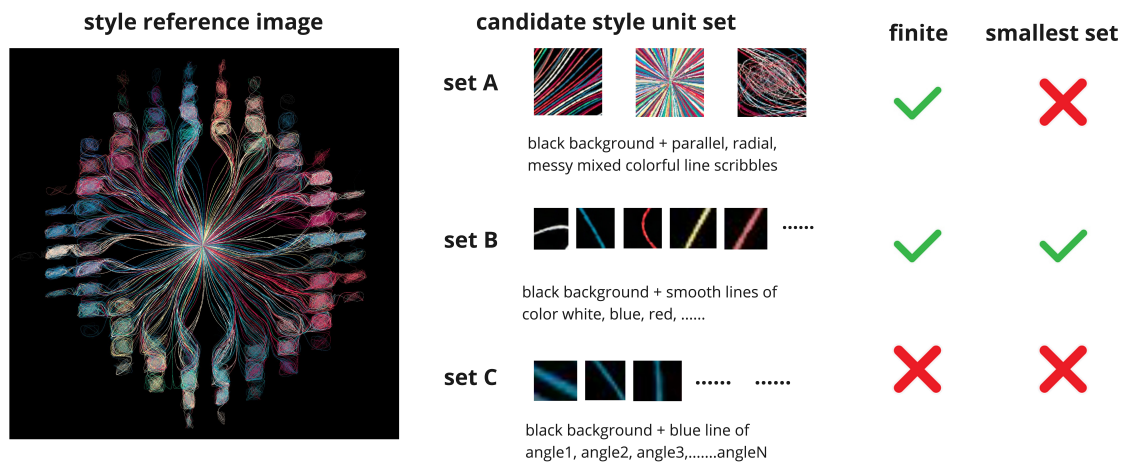 style reference image
candidate style unit set
finite
smallest set
set A
black background + parallel, radial,
messy mixed colorful line scribbles
set B
......
black background + smooth lines of
color white, blue, red, ......
set C
...... ......
black background + blue line of
angle1, angle2, angle3,.......angleN